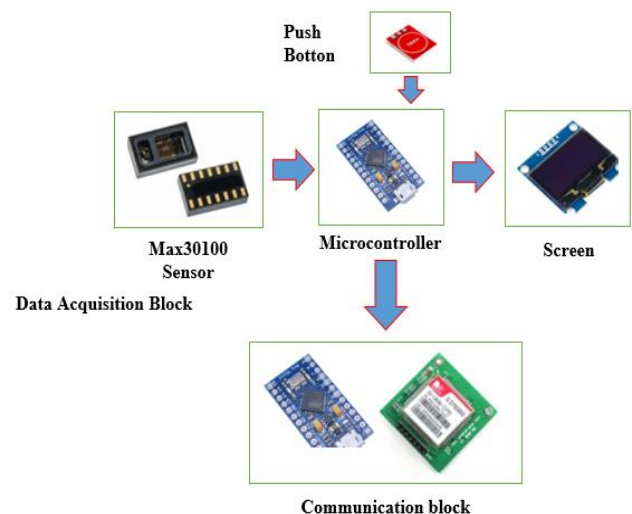 Push
Botton
Max30100
Sensor
Microcontroller
Screen
Data Acquisition Block
Communication block